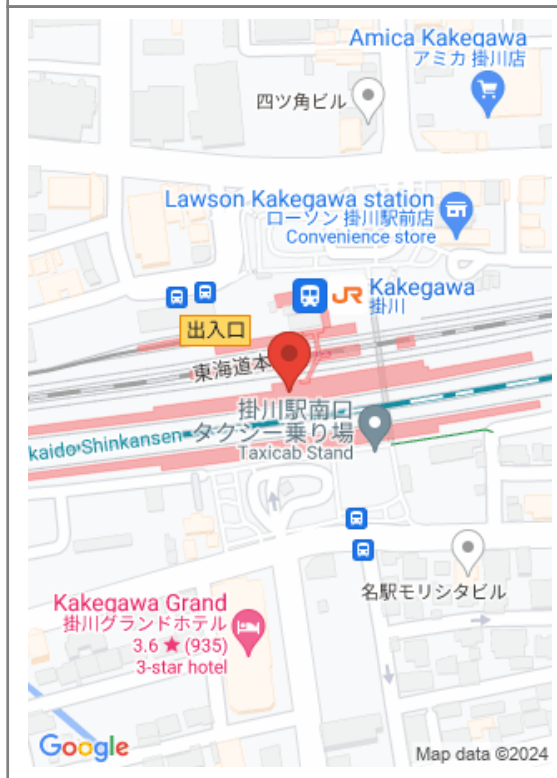 Amica Kakegawa
アミカ 掛川店
四ツ角ビル
Lawson Kakegawa station
ローソン 掛川駅前店
Convenience store
JR
Kakegawa
掛川
出入口
東海道本
掛川駅南口
タクシー乗り場
Taxicab Stand
kaido Shinkansen
名駅モリシタビル
Kakegawa Grand
掛川グランドホテル
3.6 ★ (935)
3-star hotel
Google
Map data ©2024